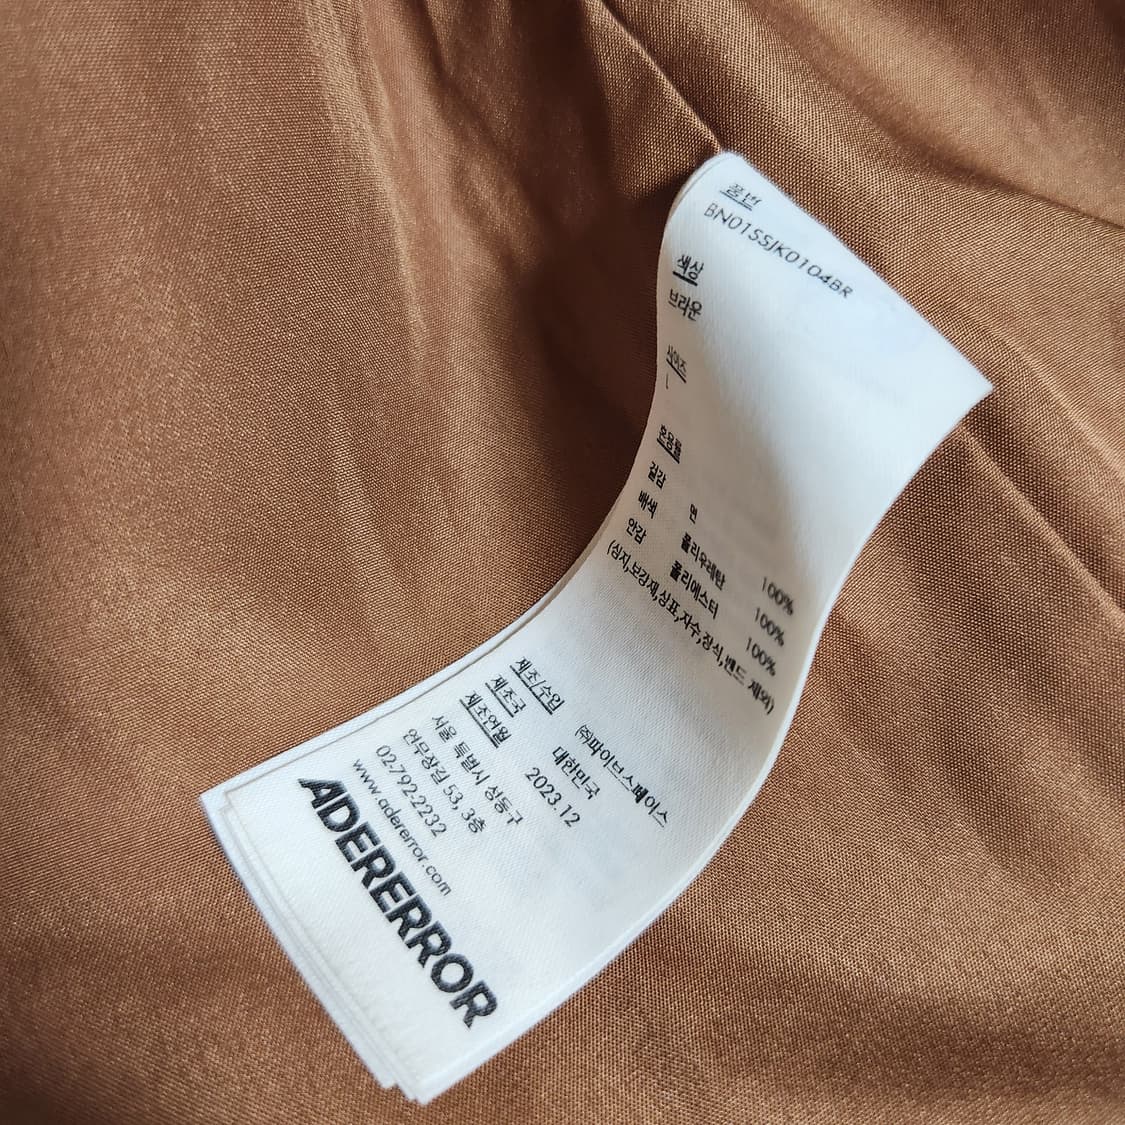 품번
BN01SSJK0104BR
색상
브라운
사이즈
L
혼용률
겉감 면 100%
배색 폴리우레탄 100%
안감 폴리에스터 100%
(심지,보강재,심표,자수,장식,밴드 제외)
제조/수입 ㈜파이브스페이스
제조국 대한민국
제조연월 2023.12
서울 특별시 성동구
연무장길 53, 3층
02-792-2232
www.adererror.com
ADERERROR